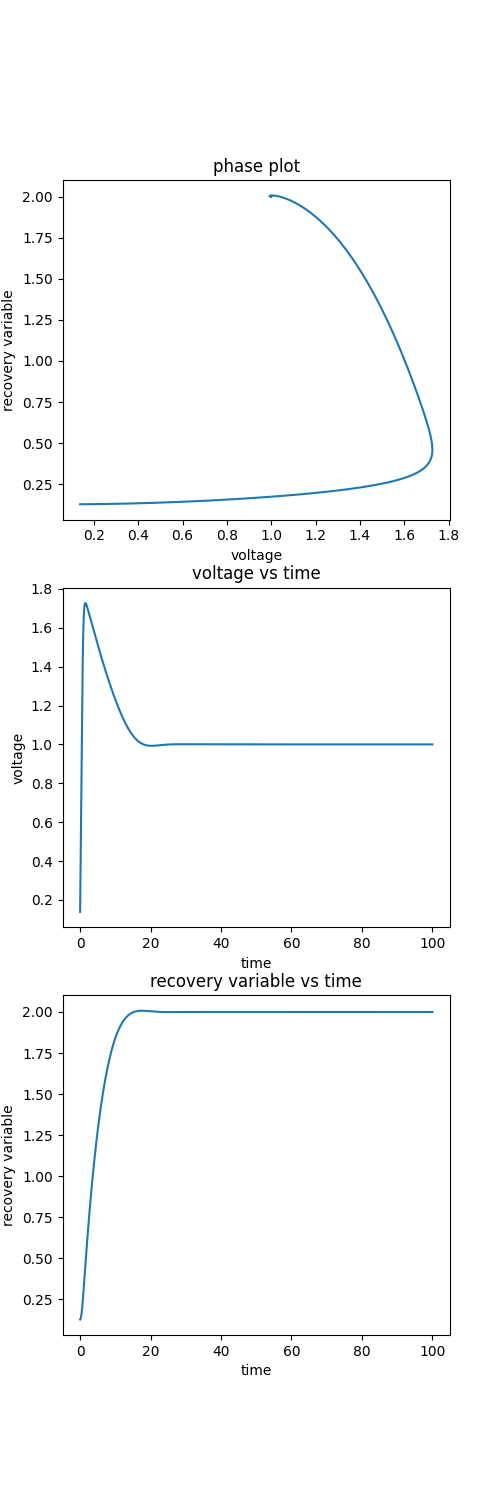 phase plot
2.00
1.75
1.50
1.25
1.00
0.75
0.50
0.25
recovery variable
0.2 0.4 0.6 0.8 1.0 1.2 1.4 1.6 1.8
voltage
voltage vs time
1.8
1.6
1.4
1.2
1.0
0.8
0.6
0.4
0.2
voltage
0 20 40 60 80 100
time
recovery variable vs time
2.00
1.75
1.50
1.25
1.00
0.75
0.50
0.25
recovery variable
0 20 40 60 80 100
time